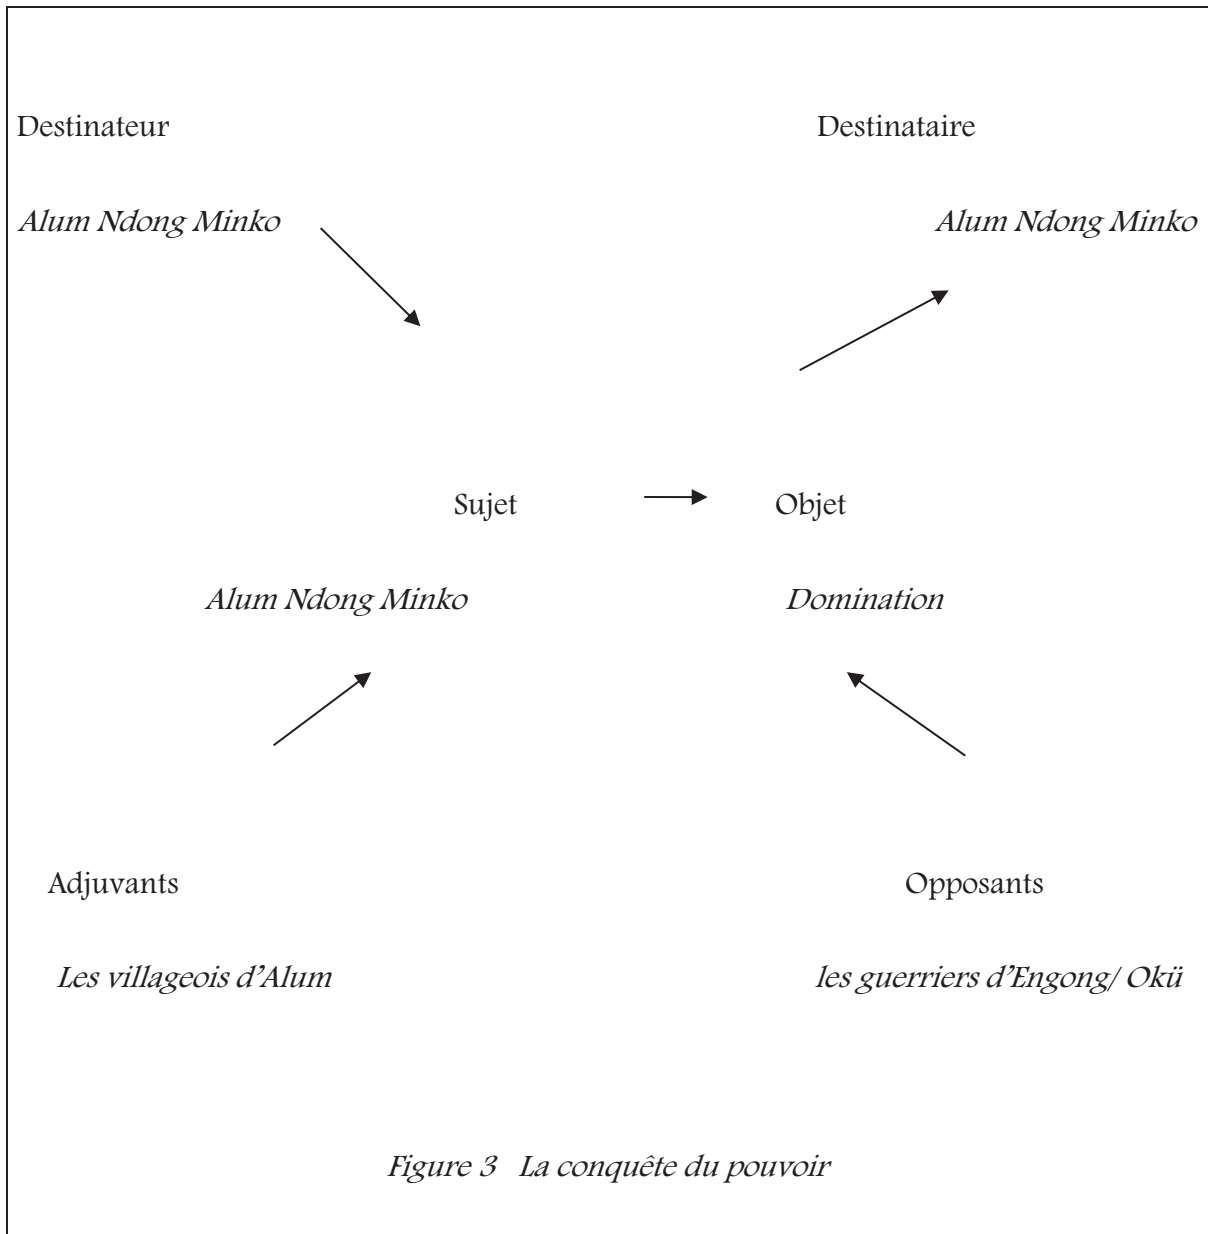 Destinateur Destinataire
Alum Ndong Minko Alum Ndong Minko
Sujet Objet
Alum Ndong Minko Domination
Adjuvants Opposants
Les villageois d’Alum les guerriers d’Engong/ Okü
Figure 3 La conquête du pouvoir